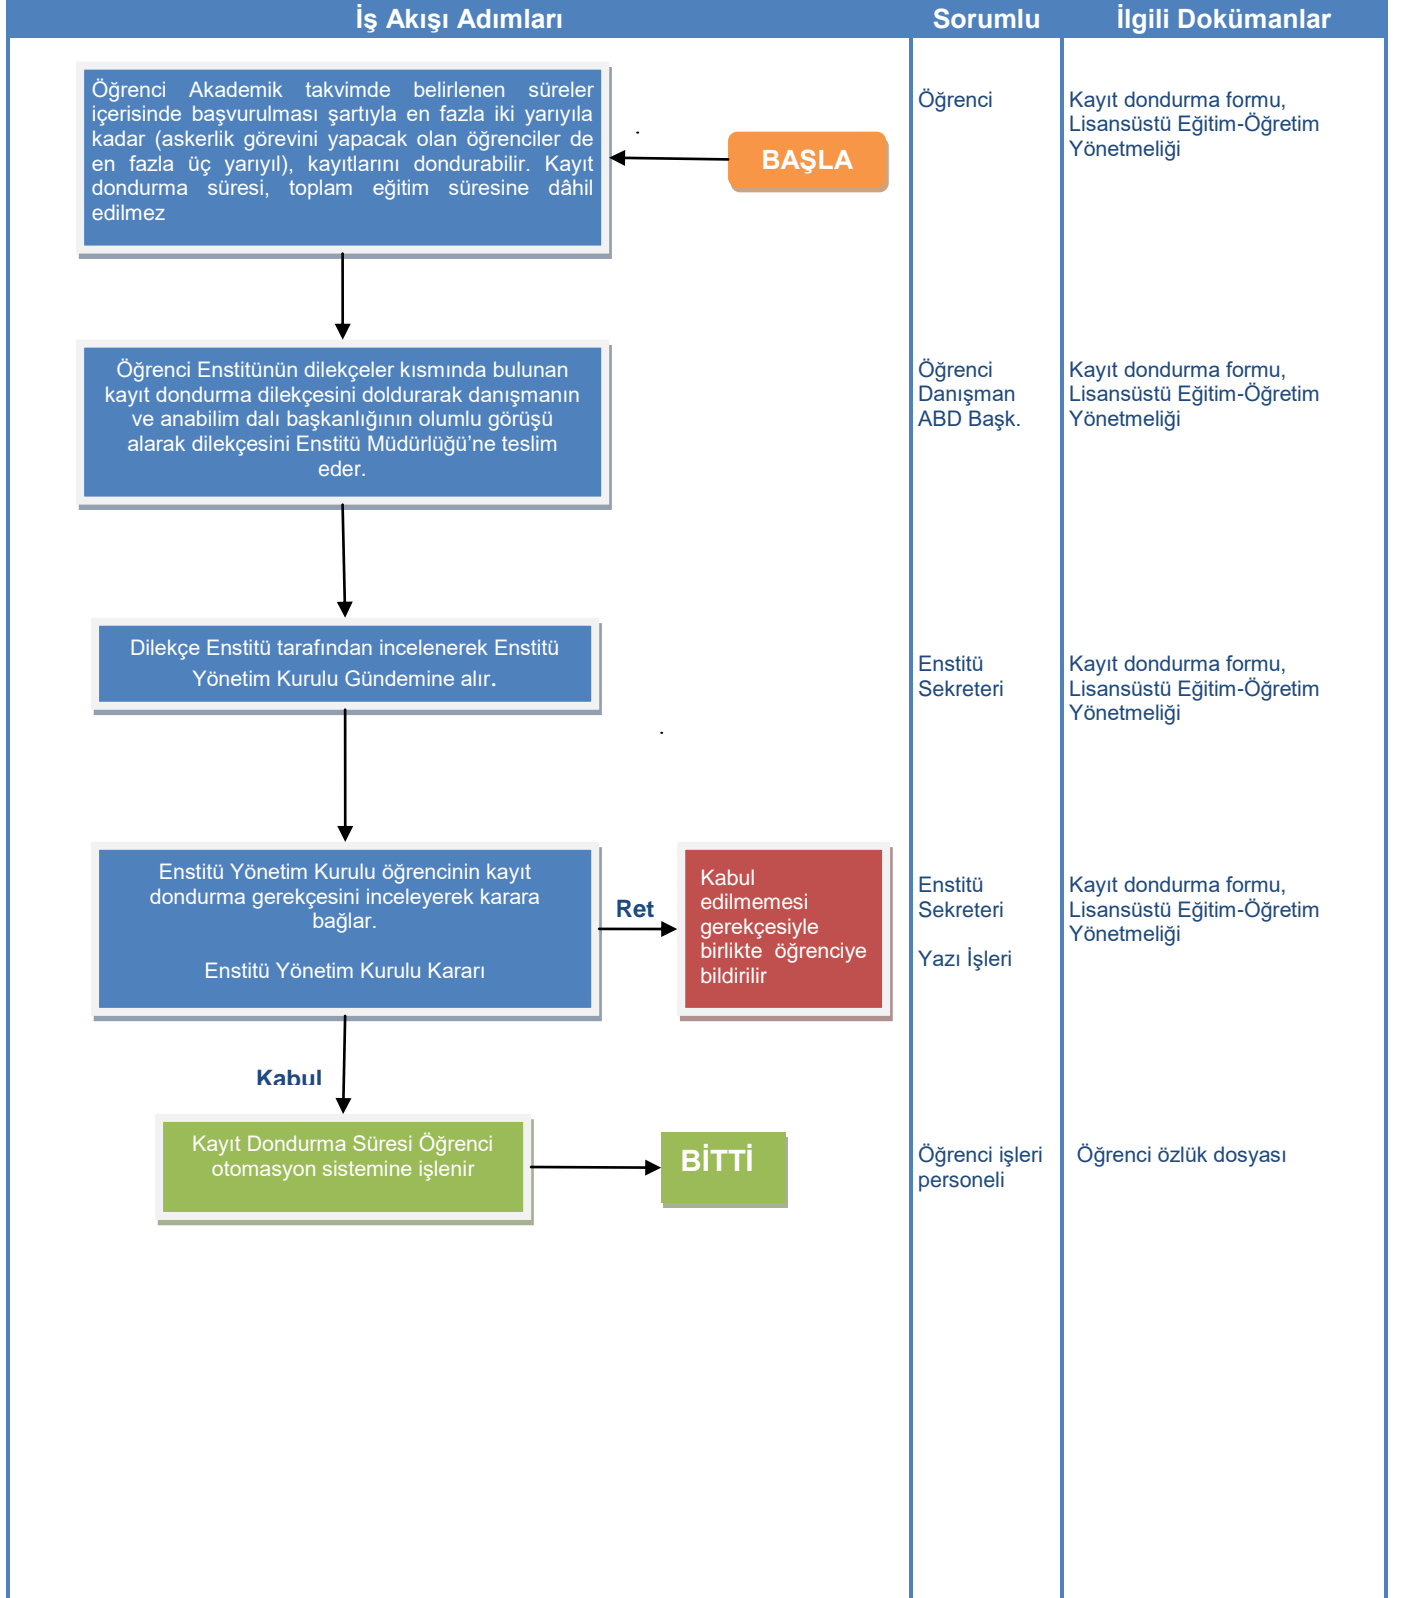 İş Akışı Adımları
Sorumlu
İlgili Dokümanlar
Öğrenci Akademik takvimde belirlenen süreler
içerisinde başvurulması şartıyla en fazla iki yarıyıla
kadar (askerlik görevini yapacak olan öğrenciler de
en fazla üç yarıyıl), kayıtlarını dondurabilir. Kayıt
dondurma süresi, toplam eğitim süresine dâhil
edilmez
BAŞLA
Öğrenci
Kayıt dondurma formu,
Lisansüstü Eğitim-Öğretim
Yönetmeliği
Öğrenci Enstitünün dilekçeler kısmında bulunan
kayıt dondurma dilekçesini doldurarak danışmanın
ve anabilim dalı başkanlığının olumlu görüşü
alarak dilekçesini Enstitü Müdürlüğü’ne teslim
eder.
Öğrenci
Danışman
ABD Başk.
Kayıt dondurma formu,
Lisansüstü Eğitim-Öğretim
Yönetmeliği
Dilekçe Enstitü tarafından incelenerek Enstitü
Yönetim Kurulu Gündemine alır.
Enstitü
Sekreteri
Kayıt dondurma formu,
Lisansüstü Eğitim-Öğretim
Yönetmeliği
Enstitü Yönetim Kurulu öğrencinin kayıt
dondurma gerekçesini inceleyerek karara
bağlar.
Enstitü Yönetim Kurulu Kararı
Ret
Kabul
edilmemesi
gerekçesiyle
birlikte öğrenciye
bildirilir
Enstitü
Sekreteri
Yazı İşleri
Kayıt dondurma formu,
Lisansüstü Eğitim-Öğretim
Yönetmeliği
Kabul
Kayıt Dondurma Süresi Öğrenci
otomasyon sistemine işlenir
BİTTİ
Öğrenci işleri
personeli
Öğrenci özlük dosyası